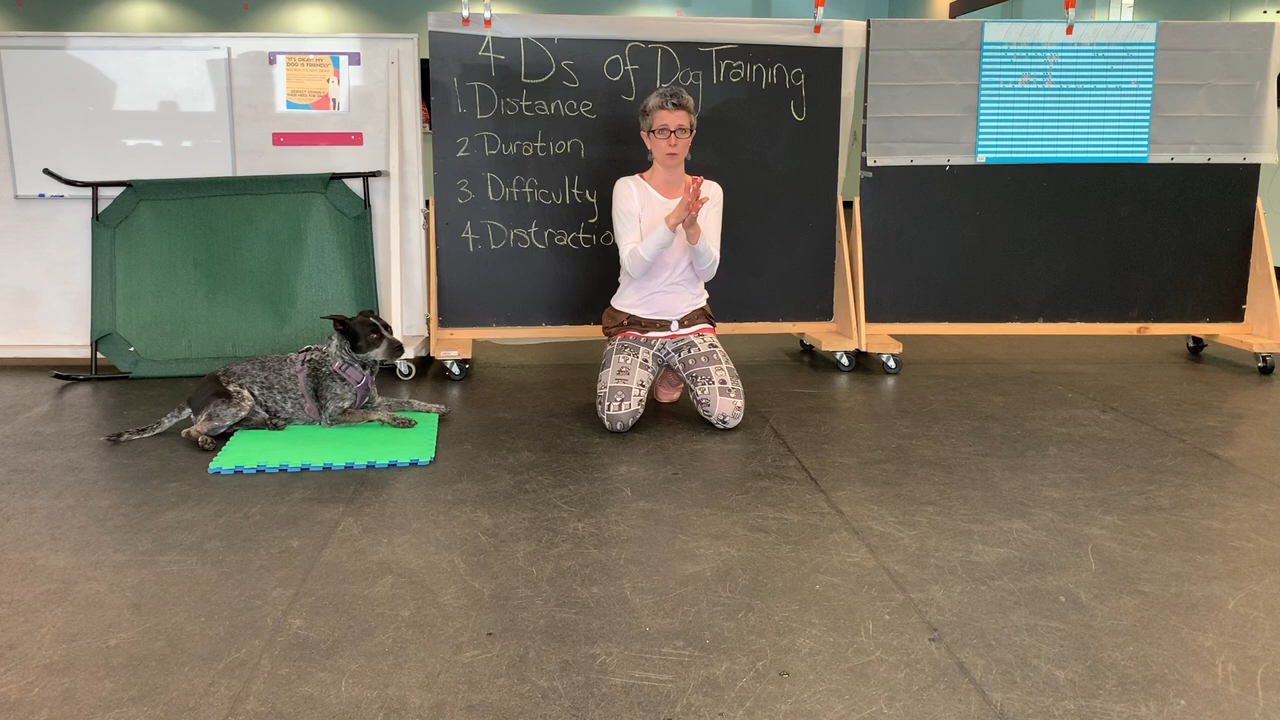 "IT'S OKAY! MY
DOG IS FRIENDLY"
4 D's of Dog Training
1. Distance
2. Duration
3. Difficulty
4. Distractio